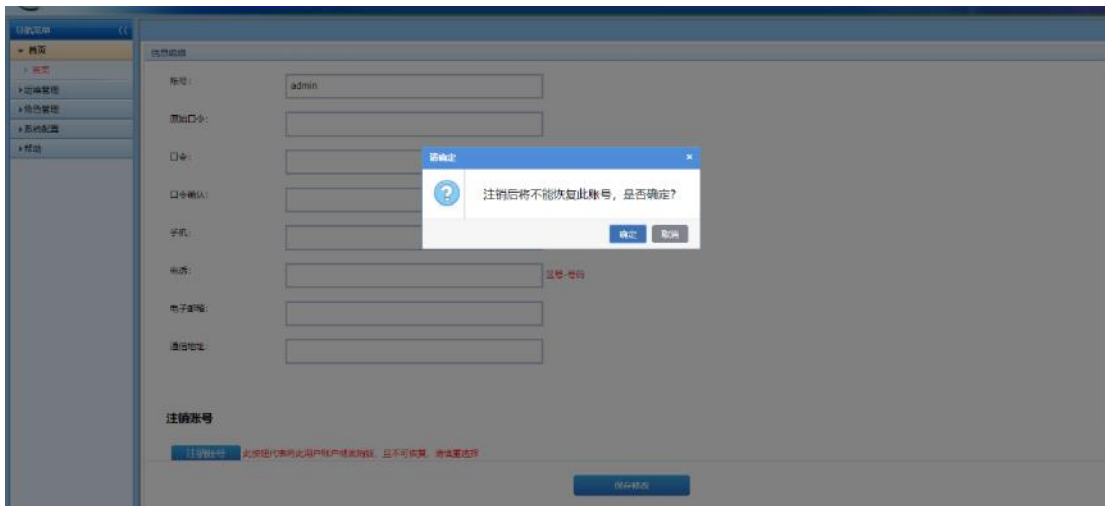 导航菜单
首页
首页
运维管理
角色管理
系统配置
帮助
信息编辑
账号:
admin
原始口令:
口令:
口令确认:
手机:
电话:
区号-号码
电子邮箱:
通信地址:
请确定
注销后将不能恢复此账号，是否确定?
确定
取消
注销账号
注销账号
此按钮代表将此用户账户彻底销毁，且不可恢复，请慎重选择
保存修改